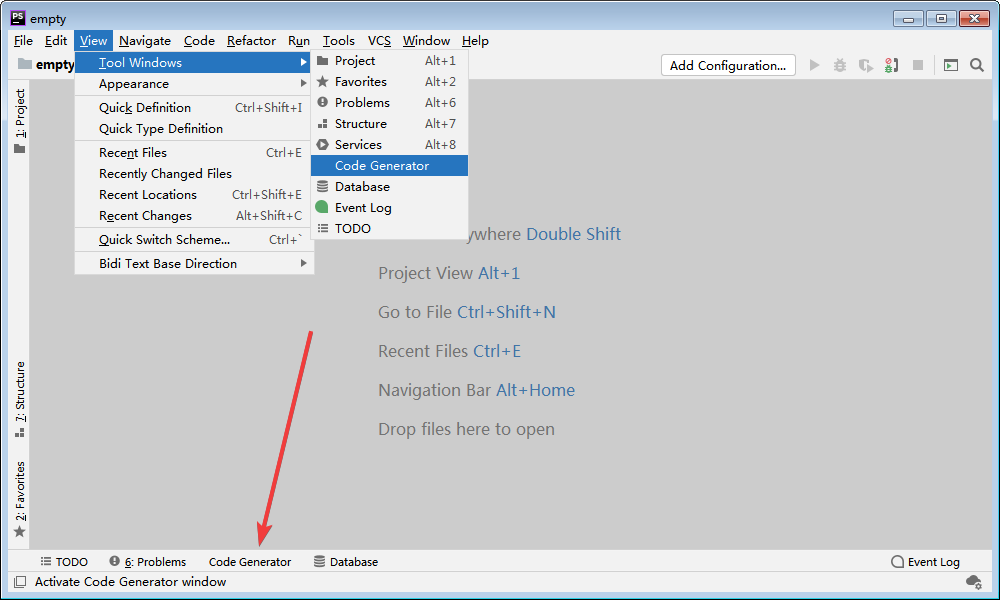 PS empty
File Edit View Navigate Code Refactor Run Tools VCS Window Help
empty
Add Configuration...
Tool Windows
Appearance
Quick Definition Ctrl+Shift+I
Quick Type Definition
Recent Files Ctrl+E
Recently Changed Files
Recent Locations Ctrl+Shift+E
Recent Changes Alt+Shift+C
Quick Switch Scheme... Ctrl+`
Bidi Text Base Direction
Project Alt+1
Favorites Alt+2
Problems Alt+6
Structure Alt+7
Services Alt+8
Code Generator
Database
Event Log
TODO
1: Project
7: Structure
2: Favorites
ywhere Double Shift
Project View Alt+1
Go to File Ctrl+Shift+N
Recent Files Ctrl+E
Navigation Bar Alt+Home
Drop files here to open
TODO 6: Problems Code Generator Database Event Log
Activate Code Generator window